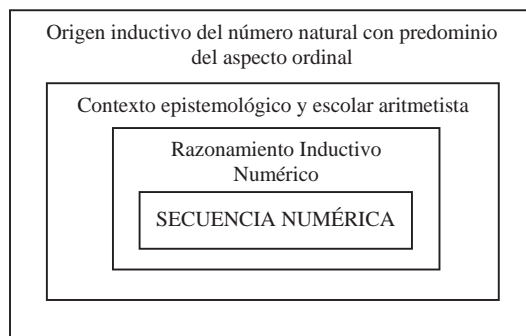 Origen inductivo del número natural con predominio
del aspecto ordinal
Contexto epistemológico y escolar aritmetista
Razonamiento Inductivo
Numérico
SECUENCIA NUMÉRICA